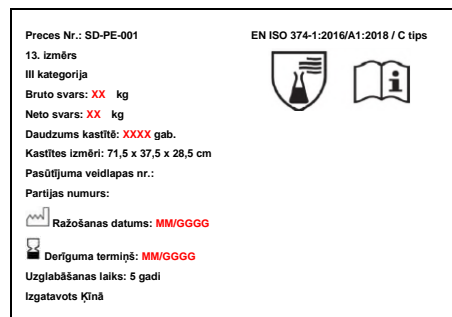 Preces Nr.: SD-PE-001
EN ISO 374-1:2016/A1:2018 / C tips
13. izmērs
III kategorija
Bruto svars: XX kg
Neto svars: XX kg
Daudzums kastītē: XXXX gab.
Kastītes izmēri: 71,5 x 37,5 x 28,5 cm
Pasūtījuma veidlapas nr.:
Partijas numurs:
Ražošanas datums: MM/GGGG
Derīguma termiņš: MM/GGGG
Uzglabāšanas laiks: 5 gadi
Izgatavots Ķīnā